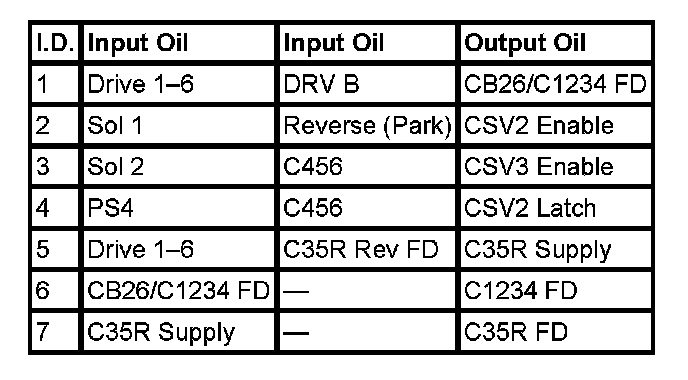 I.D. Input Oil Input Oil Output Oil
1 Drive 1–6 DRV B CB26/C1234 FD
2 Sol 1 Reverse (Park) CSV2 Enable
3 Sol 2 C456 CSV3 Enable
4 PS4 C456 CSV2 Latch
5 Drive 1–6 C35R Rev FD C35R Supply
6 CB26/C1234 FD — C1234 FD
7 C35R Supply — C35R FD